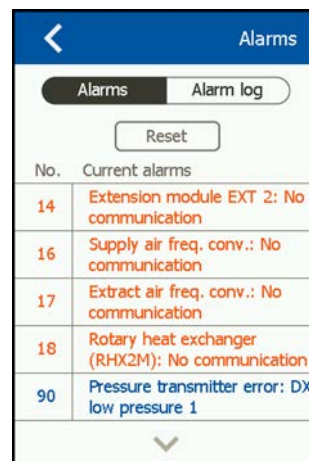 Alarms
Alarms Alarm log
Reset
No. Current alarms
14 Extension module EXT 2: No
communication
16 Supply air freq. conv.: No
communication
17 Extract air freq. conv.: No
communication
18 Rotary heat exchanger
(RHX2M): No communication
90 Pressure transmitter error: DX
low pressure 1